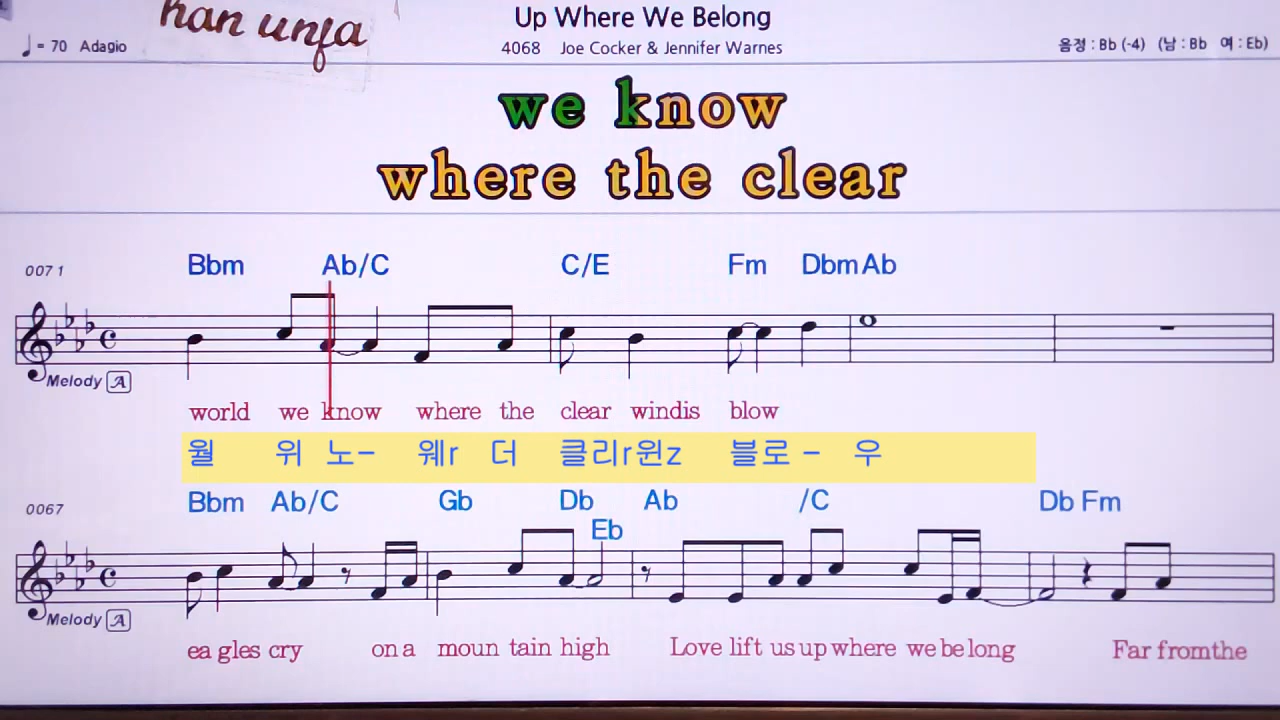 han unfa
Up Where We Belong
♩ = 70 Adagio
4068 Joe Cocker & Jennifer Warnes
음정 : Bb (-4) (남 : Bb 여 : Eb)
we know
where the clear
0071
Bbm Ab/C C/E Fm Dbm Ab
Melody A
world we know where the clear windis blow
월 위 노- 웨r 더 클리r윈z 블로 - 우
0067
Bbm Ab/C Gb Db Ab /C Db Fm
Eb
Melody A
ea gles cry on a moun tain high Love lift us up where we be long Far fromthe